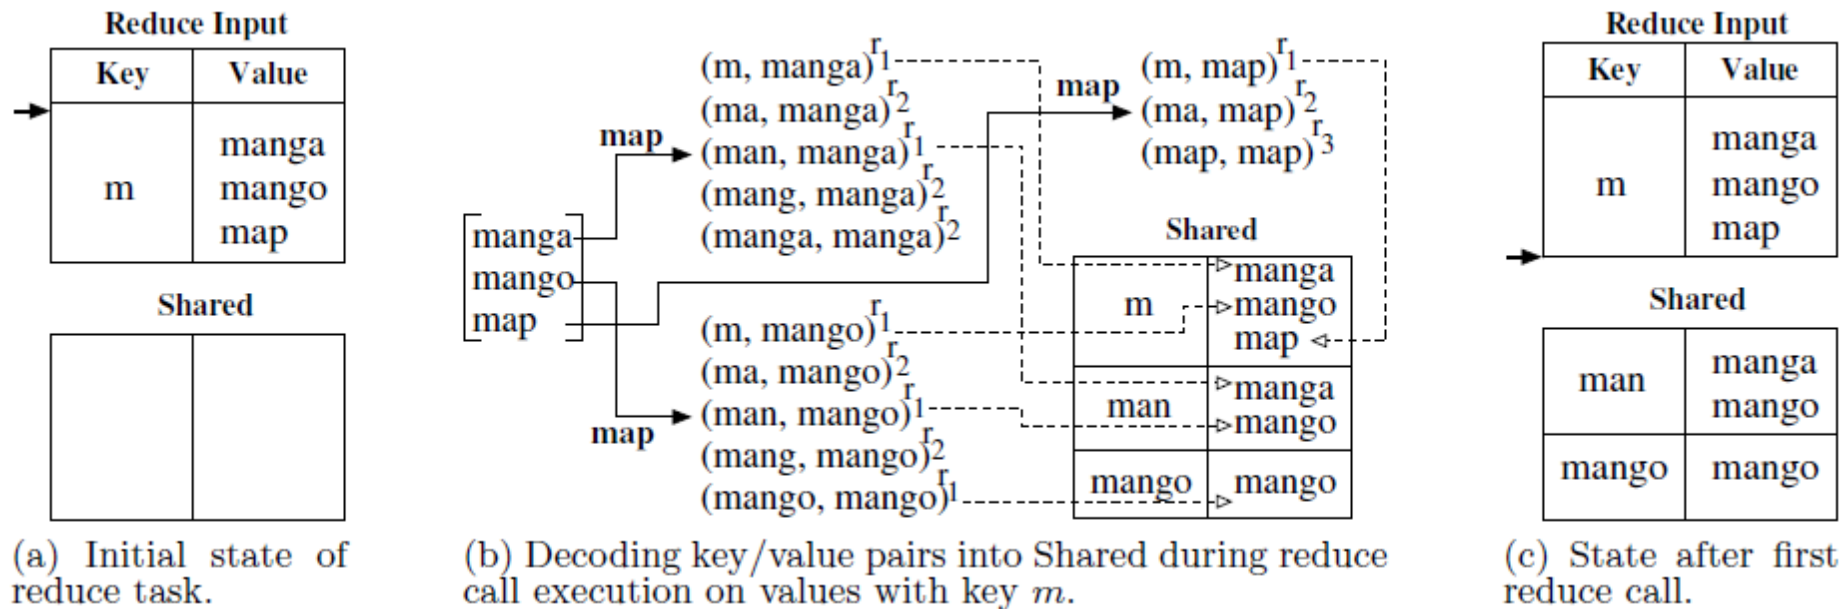 Reduce Input
Key Value
m
manga
mango
map
Shared
(a) Initial state of
reduce task.
manga
mango
map
map
(m, manga)^r1
(ma, manga)^r2
(man, manga)^r1
(mang, manga)^r2
(manga, manga)^r2
map
(m, mango)^r1
(ma, mango)^r2
(man, mango)^r1
(mang, mango)^r2
(mango, mango)^r1
map
(m, map)^r1
(ma, map)^r2
(map, map)^r3
Shared
m
manga
mango
map
man
manga
mango
mango mango
(b) Decoding key/value pairs into Shared during reduce
call execution on values with key m.
Reduce Input
Key Value
m
manga
mango
map
Shared
man
manga
mango
mango mango
(c) State after first
reduce call.